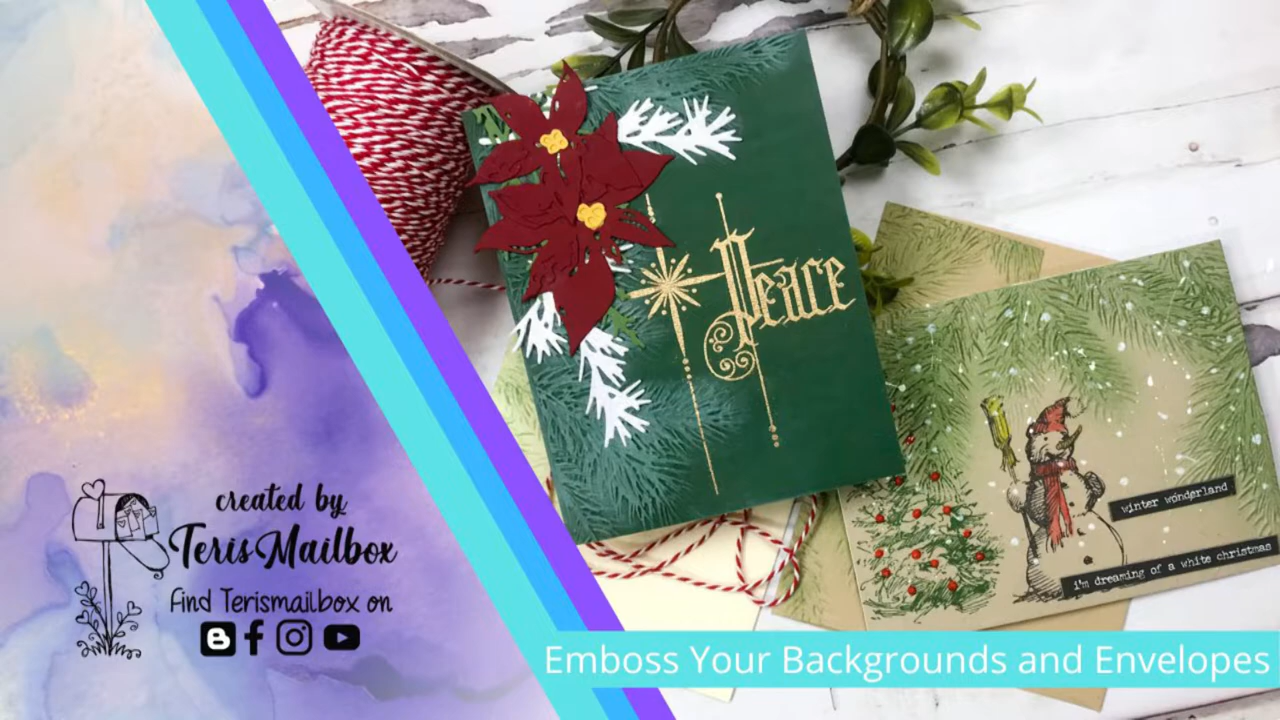 created by
TerisMailbox
find Terismailbox on
Peace
winter wonderland
i'm dreaming of a white christmas
Emboss Your Backgrounds and Envelopes